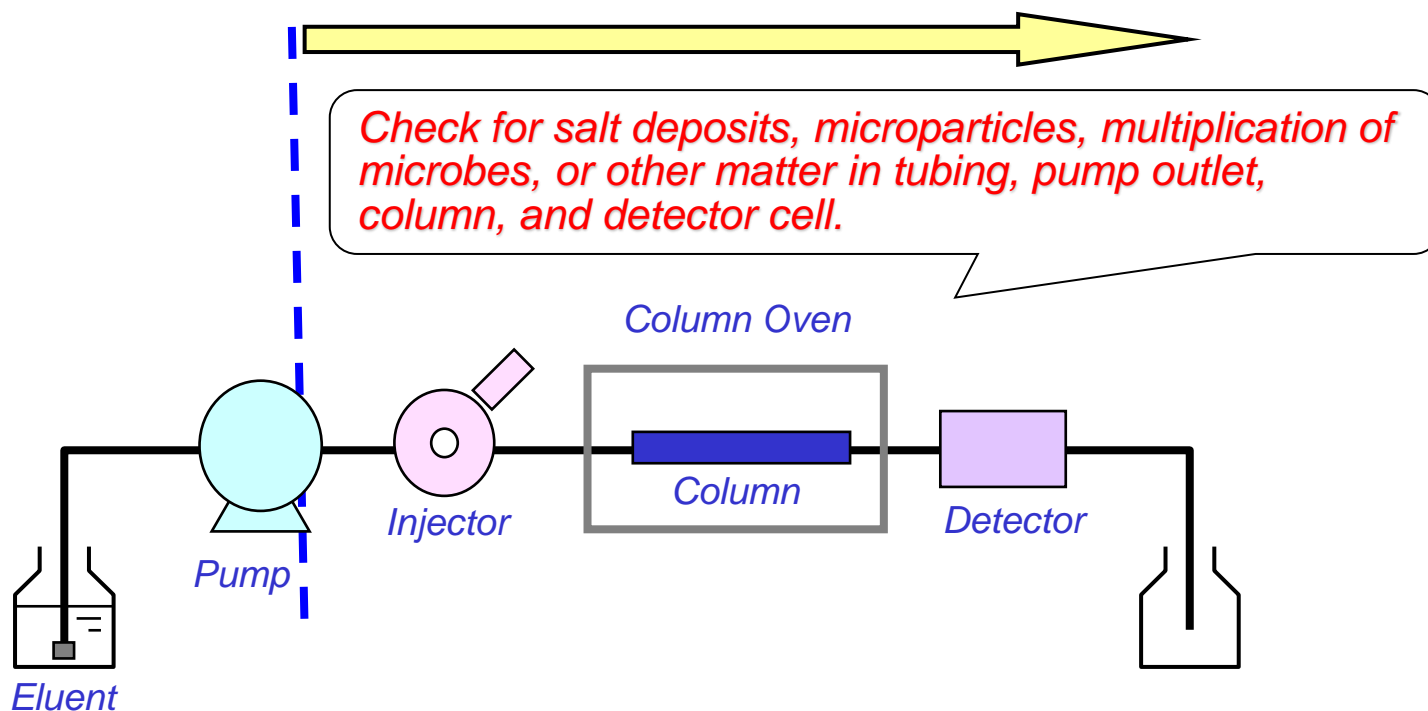 Check for salt deposits, microparticles, multiplication of
microbes, or other matter in tubing, pump outlet,
column, and detector cell.
Column Oven
Column
Injector
Detector
Pump
Eluent